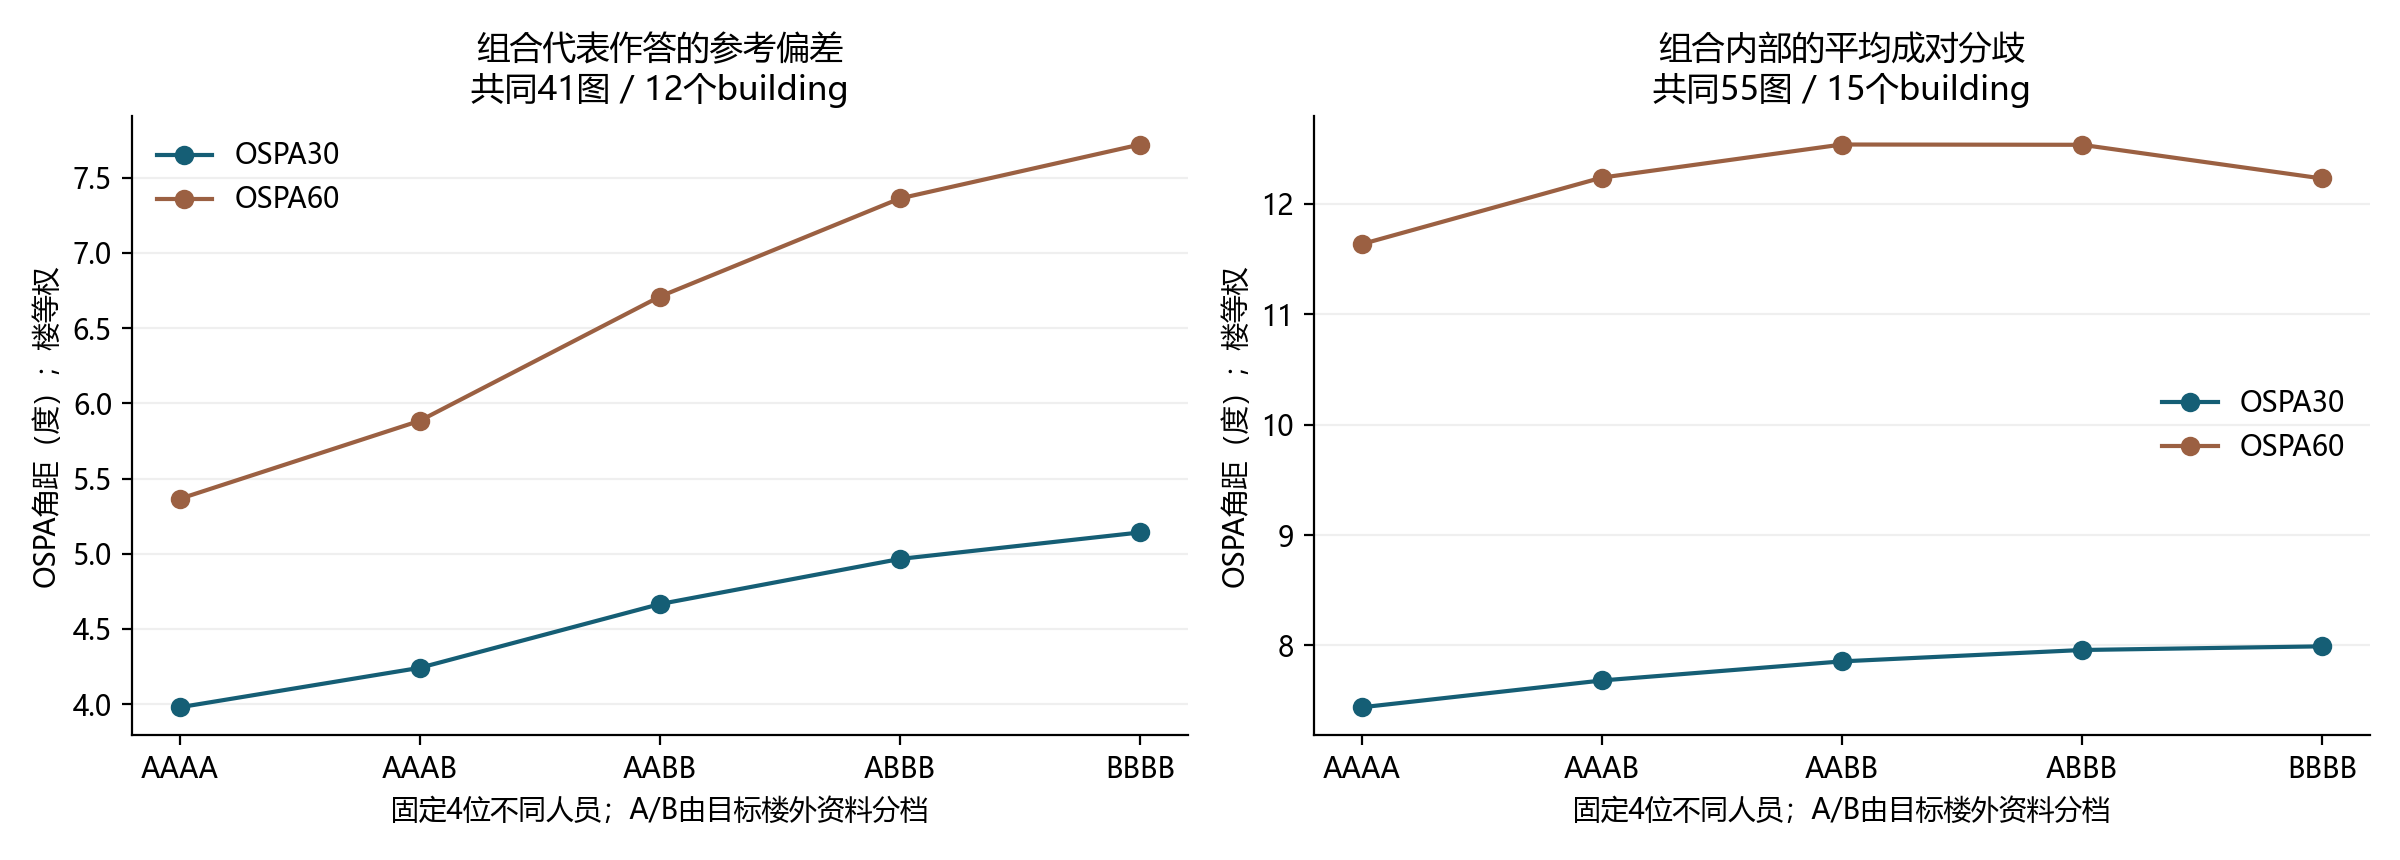 组合代表作答的参考偏差
共同41图 / 12个building
OSPA30
OSPA60
OSPA角距（度）；楼等权
7.5
7.0
6.5
6.0
5.5
5.0
4.5
4.0
AAAA
AAAB
AABB
ABBB
BBBB
固定4位不同人员；A/B由目标楼外资料分档
组合内部的平均成对分歧
共同55图 / 15个building
OSPA30
OSPA60
OSPA角距（度）；楼等权
12
11
10
9
8
AAAA
AAAB
AABB
ABBB
BBBB
固定4位不同人员；A/B由目标楼外资料分档